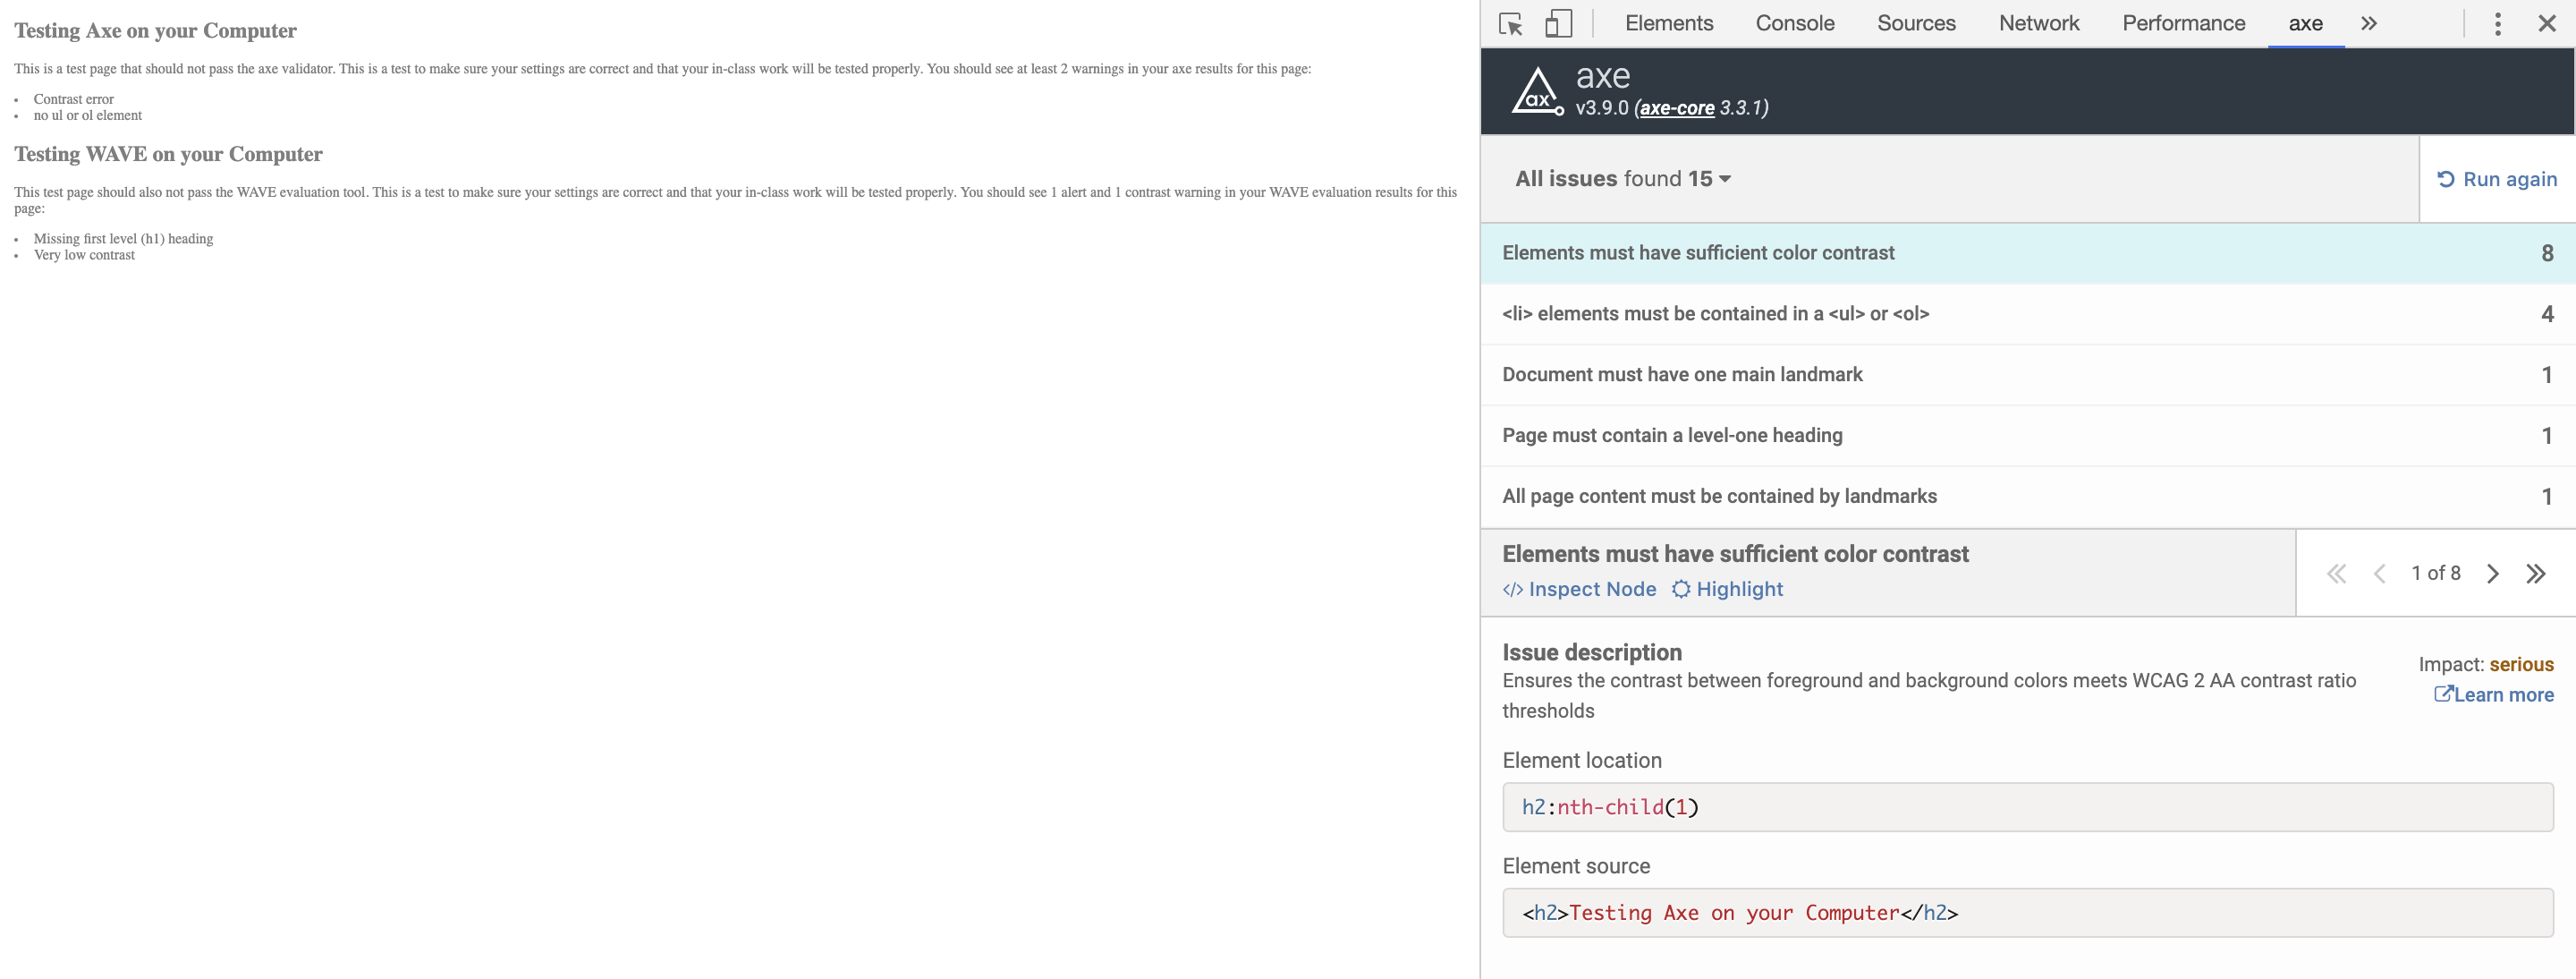 Testing Axe on your Computer
This is a test page that should not pass the axe validator. This is a test to make sure your settings are correct and that your in-class work will be tested properly. You should see at least 2 warnings in your axe results for this page:
• Contrast error
• no ul or ol element
Testing WAVE on your Computer
This test page should also not pass the WAVE evaluation tool. This is a test to make sure your settings are correct and that your in-class work will be tested properly. You should see 1 alert and 1 contrast warning in your WAVE evaluation results for this
page:
• Missing first level (h1) heading
• Very low contrast
Elements Console Sources Network Performance axe »
ax
axe
v3.9.0 (axe-core 3.3.1)
All issues found 15
Run again
Elements must have sufficient color contrast 8
<li> elements must be contained in a <ul> or <ol> 4
Document must have one main landmark 1
Page must contain a level-one heading 1
All page content must be contained by landmarks 1
Elements must have sufficient color contrast
</> Inspect Node Highlight
1 of 8
Issue description
Ensures the contrast between foreground and background colors meets WCAG 2 AA contrast ratio
thresholds
Impact: serious
Learn more
Element location
h2:nth-child(1)
Element source
<h2>Testing Axe on your Computer</h2>